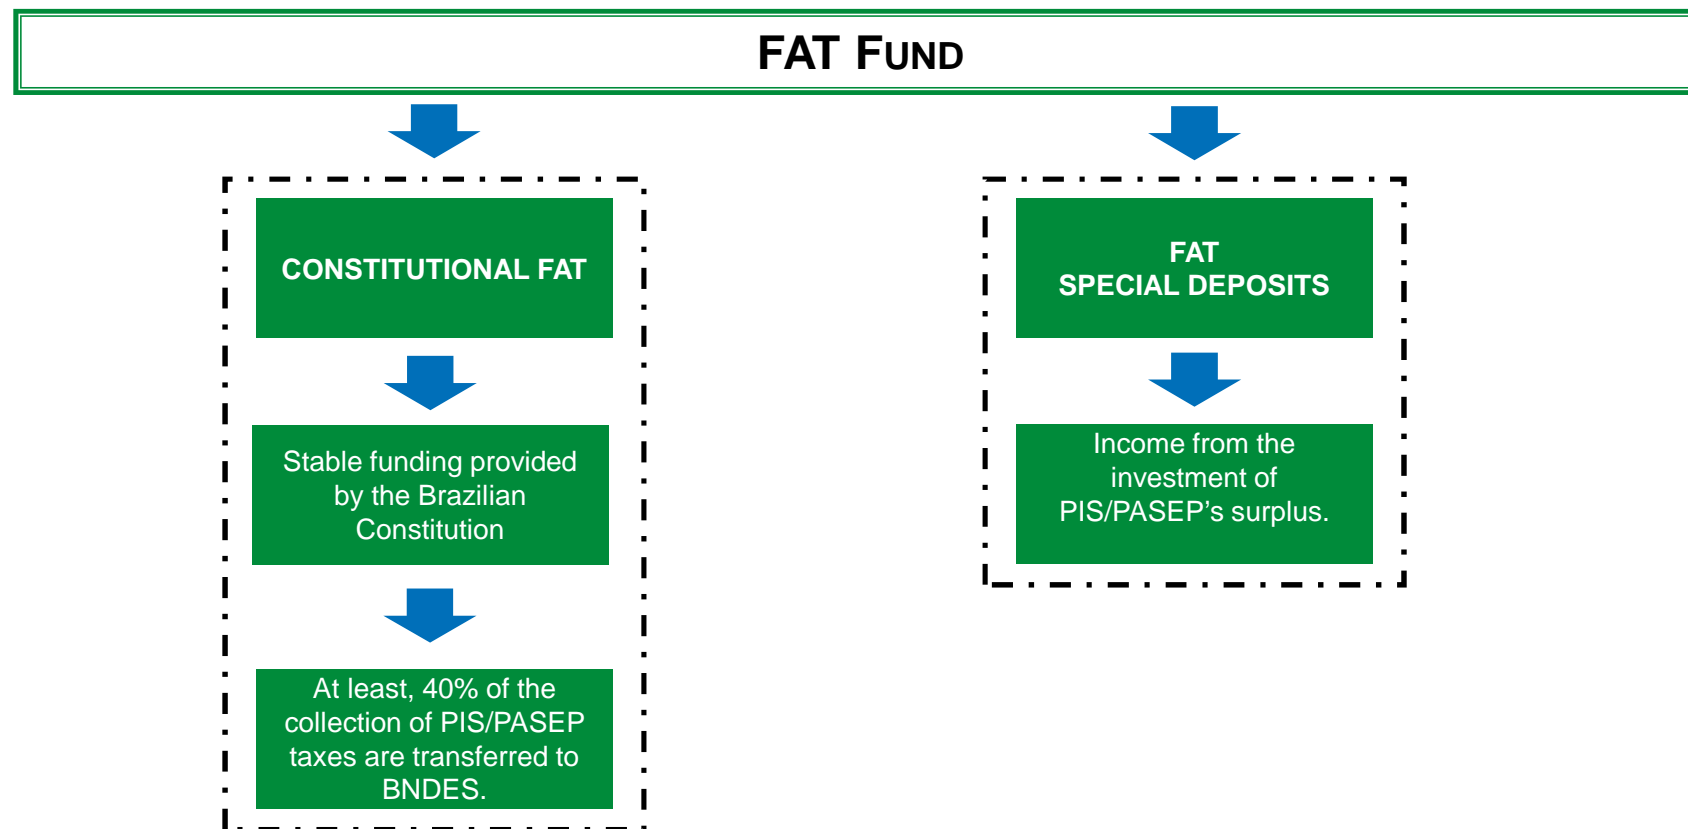 FAT FUND
CONSTITUTIONAL FAT
Stable funding provided
by the Brazilian
Constitution
At least, 40% of the
collection of PIS/PASEP
taxes are transferred to
BNDES.
FAT
SPECIAL DEPOSITS
Income from the
investment of
PIS/PASEP’s surplus.